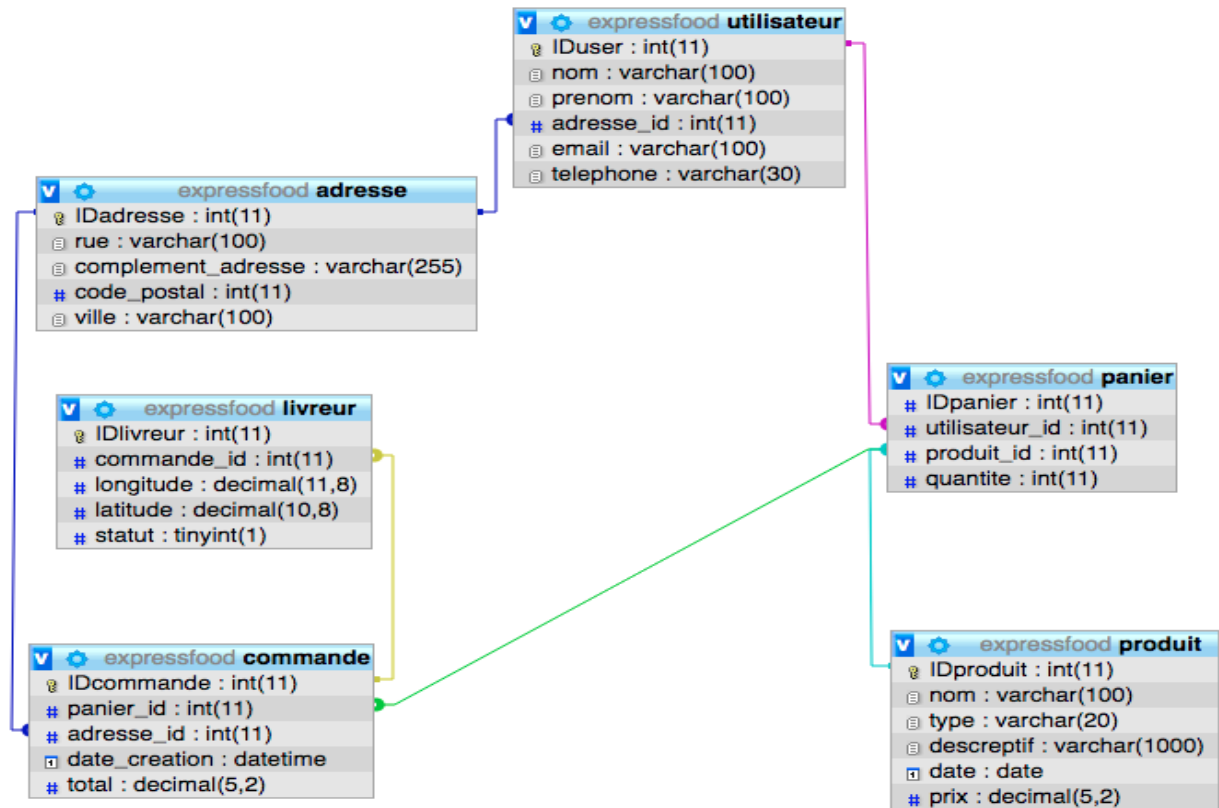 expressfood utilisateur
IDuser : int(11)
nom : varchar(100)
prenom : varchar(100)
# adresse_id : int(11)
email : varchar(100)
telephone : varchar(30)
expressfood adresse
IDadresse : int(11)
rue : varchar(100)
complement_adresse : varchar(255)
# code_postal : int(11)
ville : varchar(100)
expressfood livreur
IDlivreur : int(11)
# commande_id : int(11)
# longitude : decimal(11,8)
# latitude : decimal(10,8)
# statut : tinyint(1)
expressfood panier
# IDpanier : int(11)
# utilisateur_id : int(11)
# produit_id : int(11)
# quantite : int(11)
expressfood commande
IDcommande : int(11)
# panier_id : int(11)
# adresse_id : int(11)
date_creation : datetime
# total : decimal(5,2)
expressfood produit
IDproduit : int(11)
nom : varchar(100)
type : varchar(20)
descreptif : varchar(1000)
date : date
# prix : decimal(5,2)